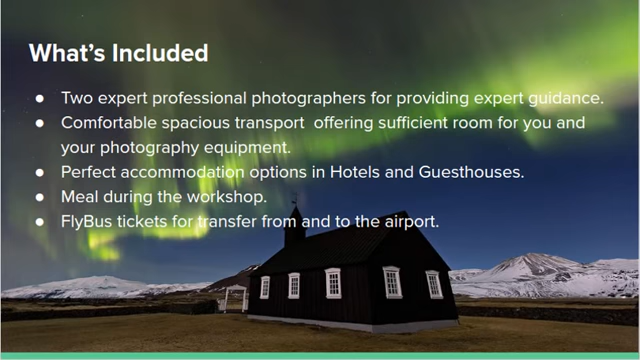 What's Included
● Two expert professional photographers for providing expert guidance.
● Comfortable spacious transport  offering sufficient room for you and
your photography equipment.
● Perfect accommodation options in Hotels and Guesthouses.
● Meal during the workshop.
● FlyBus tickets for transfer from and to the airport.